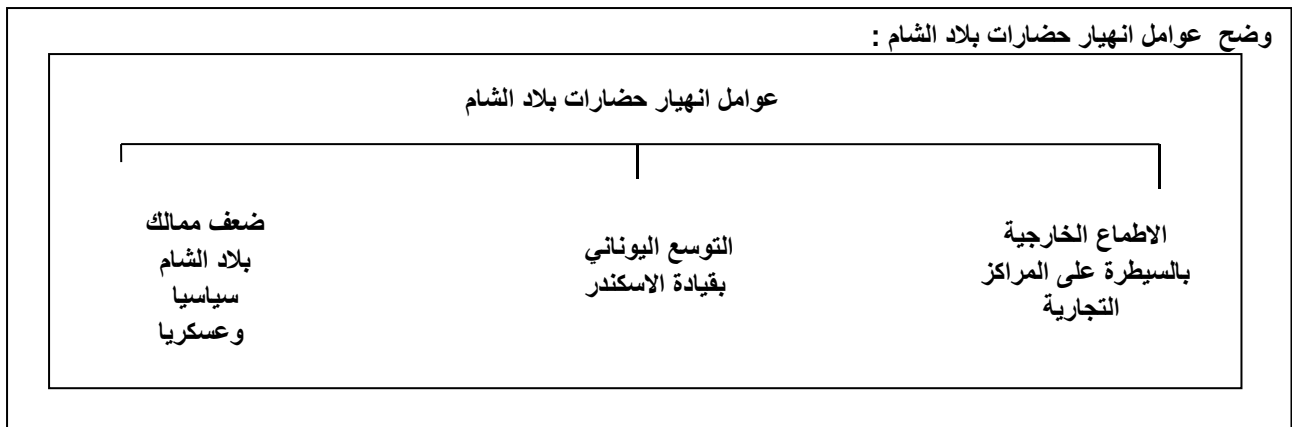 وضح عوامل انهيار حضارات بلاد الشام :
عوامل انهيار حضارات بلاد الشام
الاطماع الخارجية
بالسيطرة على المراكز
التجارية
التوسع اليوناني
بقيادة الاسكندر
ضعف ممالك
بلاد الشام
سياسيا
وعسكريا